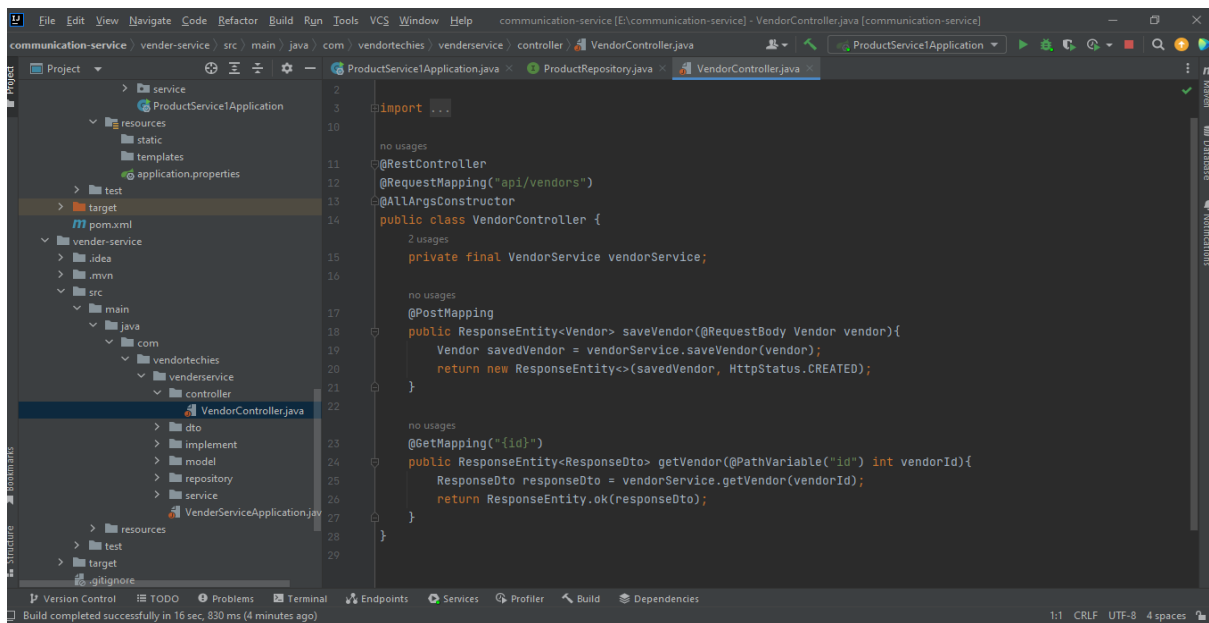 File Edit View Navigate Code Refactor Build Run Tools VCS Window Help communication-service [E:\communication-service] - VendorController.java [communication-service]
communication-service vender-service src main java com vendortechies venderservice controller VendorController.java ProductService1Application
Project ProductService1Application.java ProductRepository.java VendorController.java
service
ProductService1Application
resources
static
templates
application.properties
test
target
pom.xml
vender-service
.idea
.mvn
src
main
java
com
vendortechies
venderservice
controller
VendorController.java
dto
implement
model
repository
service
VenderServiceApplication.jav
resources
test
target
.gitignore
2
3 import ...
10
no usages
11 @RestController
12 @RequestMapping("api/vendors")
13 @AllArgsConstructor
14 public class VendorController {
2 usages
15 private final VendorService vendorService;
16
no usages
17 @PostMapping
18 public ResponseEntity<Vendor> saveVendor(@RequestBody Vendor vendor){
19 Vendor savedVendor = vendorService.saveVendor(vendor);
20 return new ResponseEntity<>(savedVendor, HttpStatus.CREATED);
21 }
22
no usages
23 @GetMapping("{id}")
24 public ResponseEntity<ResponseDto> getVendor(@PathVariable("id") int vendorId){
25 ResponseDto responseDto = vendorService.getVendor(vendorId);
26 return ResponseEntity.ok(responseDto);
27 }
28 }
29
Project
Bookmarks
Structure
Maven
Database
Notifications
Version Control TODO Problems Terminal Endpoints Services Profiler Build Dependencies
Build completed successfully in 16 sec, 830 ms (4 minutes ago) 1:1 CRLF UTF-8 4 spaces